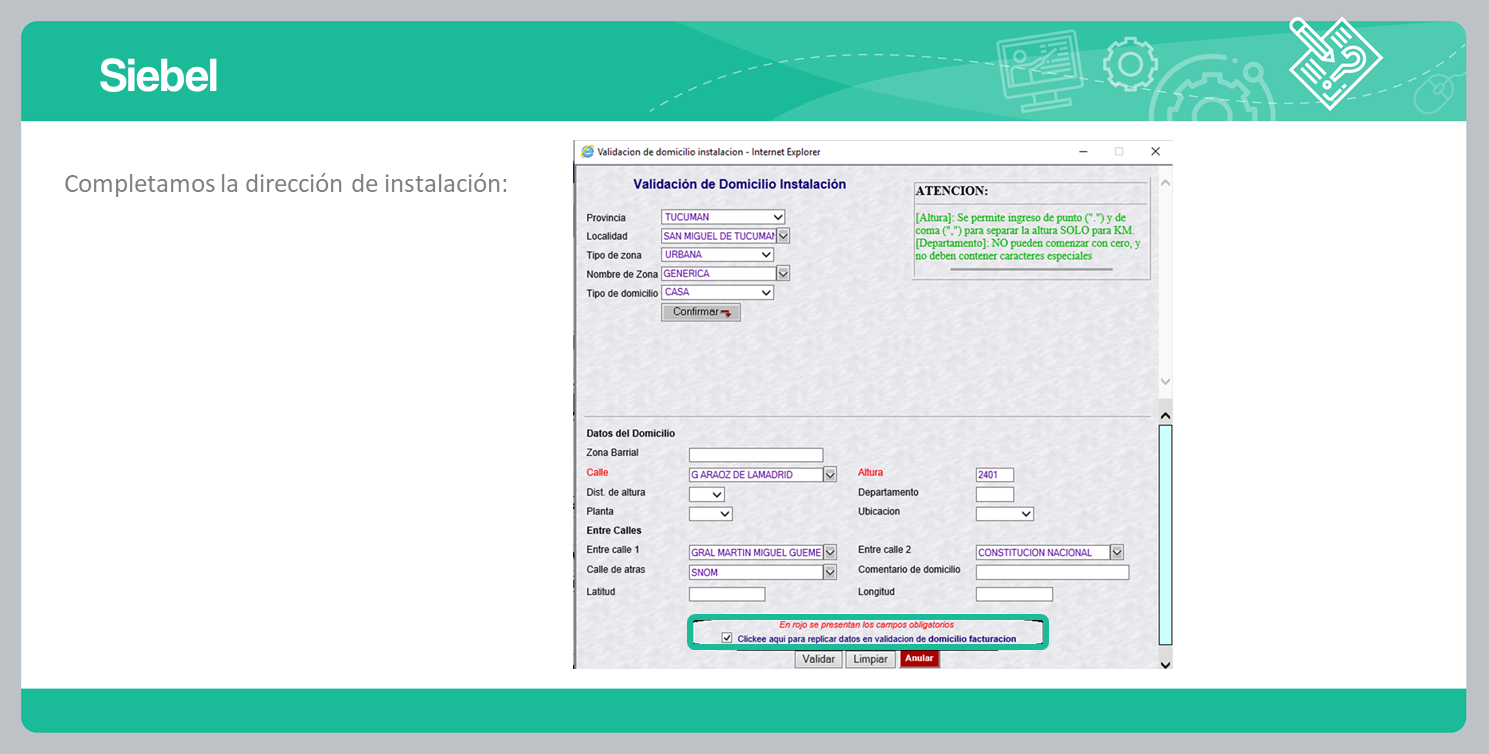 Siebel
Completamos la dirección de instalación:
Validacion de domicilio instalacion - Internet Explorer
Validación de Domicilio Instalación
Provincia TUCUMAN
Localidad SAN MIGUEL DE TUCUMAN
Tipo de zona URBANA
Nombre de Zona GENERICA
Tipo de domicilio CASA
Confirmar
ATENCION:
[Altura]: Se permite ingreso de punto (".") y de
coma (",") para separar la altura SOLO para KM.
[Departamento]: NO pueden comenzar con cero, y
no deben contener caracteres especiales
Datos del Domicilio
Zona Barrial
Calle G ARAOZ DE LAMADRID Altura 2401
Dist. de altura Departamento
Planta Ubicacion
Entre Calles
Entre calle 1 GRAL MARTIN MIGUEL GUEME Entre calle 2 CONSTITUCION NACIONAL
Calle de atras SNOM Comentario de domicilio
Latitud Longitud
En rojo se presentan los campos obligatorios
Clickee aqui para replicar datos en validacion de domicilio facturacion
Validar Limpiar Anular